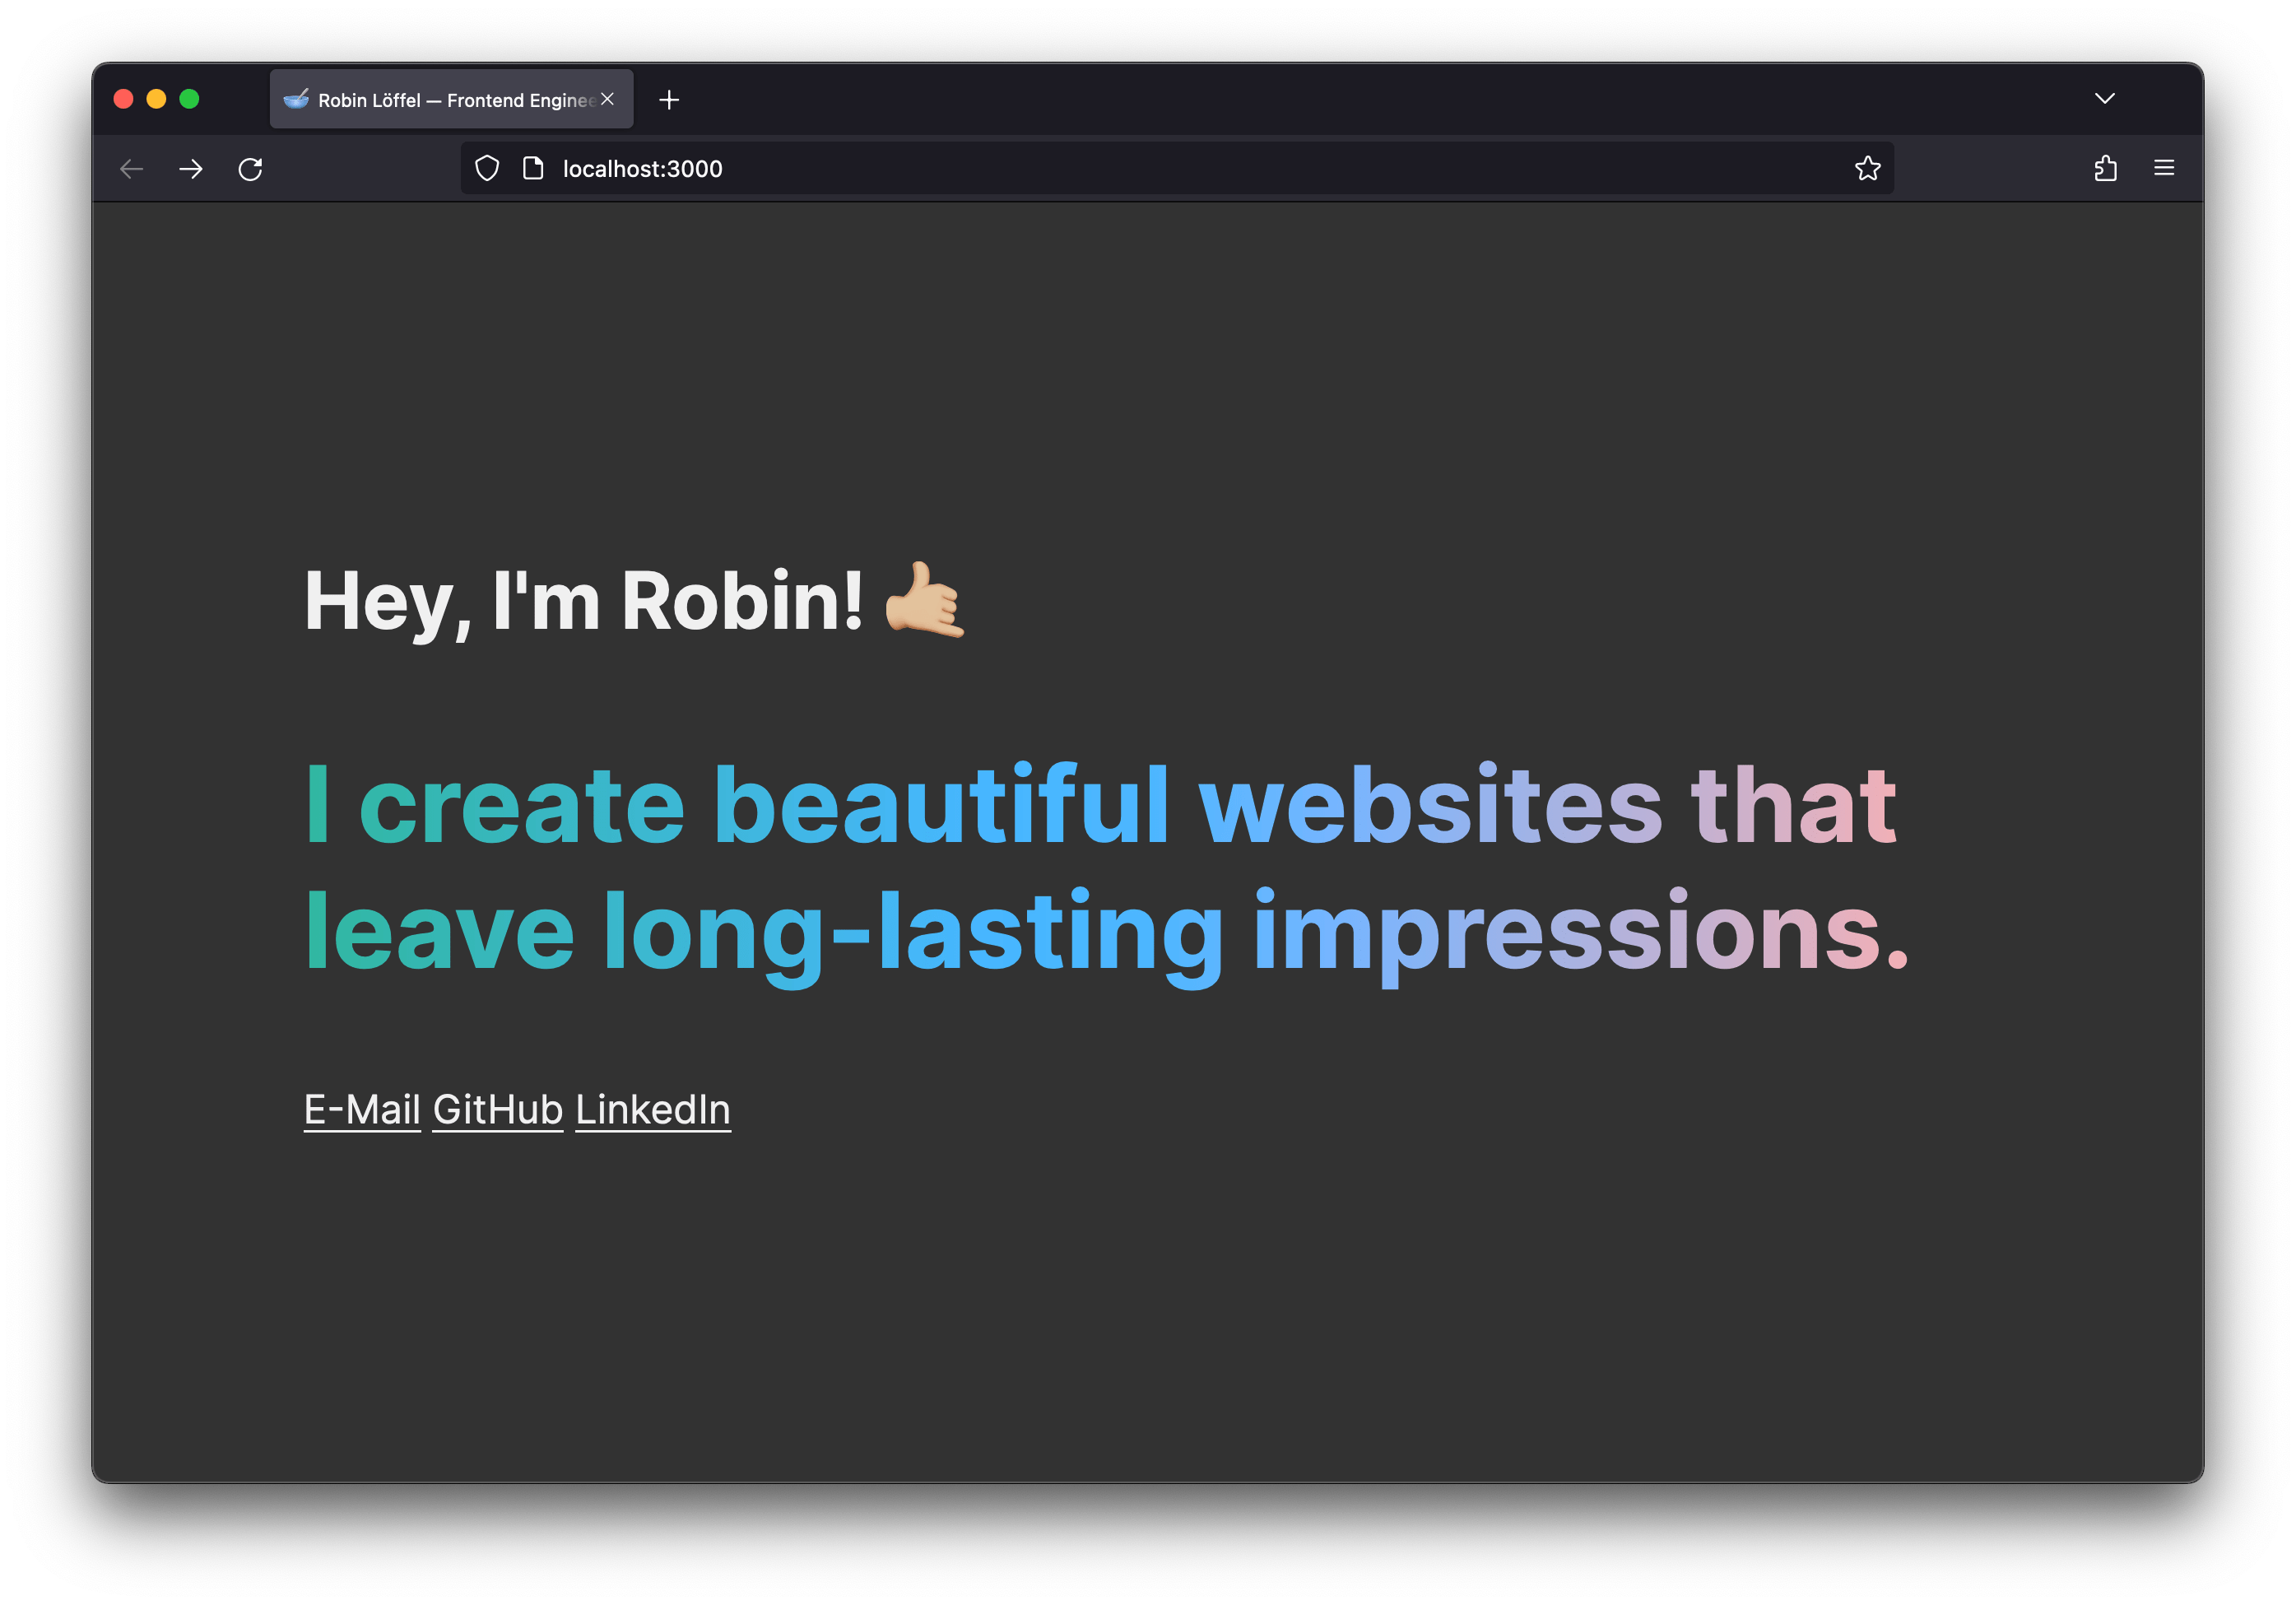 Robin Löffel — Frontend Enginee
localhost:3000
Hey, I'm Robin! 🤙🏼
I create beautiful websites that
leave long-lasting impressions.
E-Mail GitHub LinkedIn